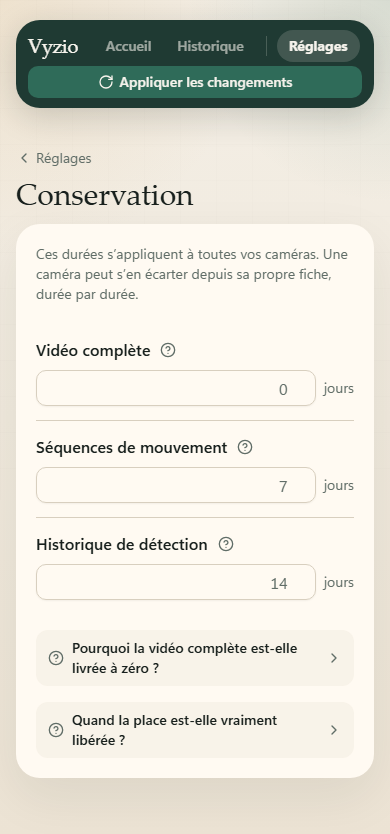 Vyzio
Accueil
Historique
Réglages
Appliquer les changements
Réglages
Conservation
Ces durées s’appliquent à toutes vos caméras. Une
caméra peut s’en écarter depuis sa propre fiche,
durée par durée.
Vidéo complète
0 jours
Séquences de mouvement
7 jours
Historique de détection
14 jours
Pourquoi la vidéo complète est-elle
livrée à zéro ?
Quand la place est-elle vraiment
libérée ?